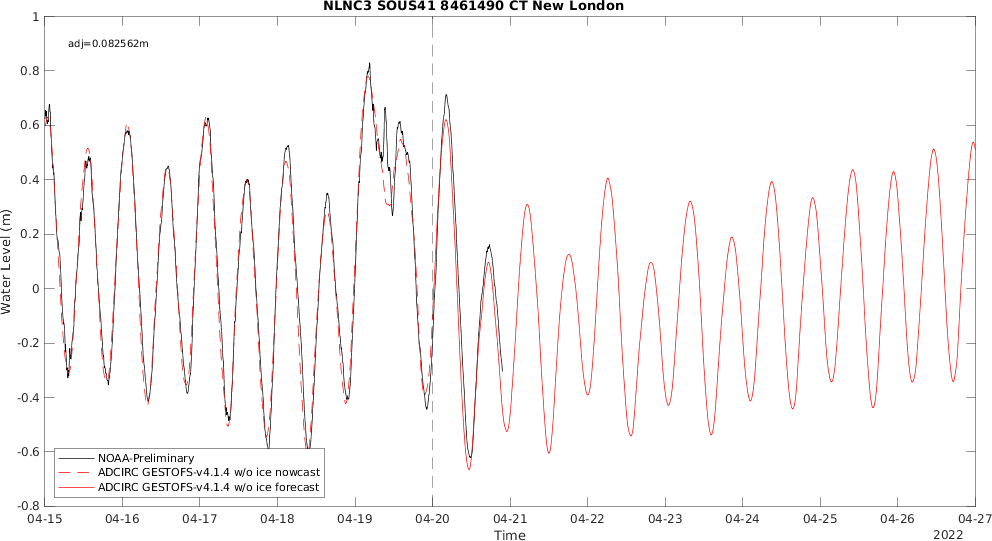 NLNC3 SOUS41 8461490 CT New London
adj=0.082562m
1
0.8
0.6
0.4
0.2
0
-0.2
-0.4
-0.6
-0.8
Water Level (m)
NOAA-Preliminary
ADCIRC GESTOFS-v4.1.4 w/o ice nowcast
ADCIRC GESTOFS-v4.1.4 w/o ice forecast
04-15 04-16 04-17 04-18 04-19 04-20 04-21 04-22 04-23 04-24 04-25 04-26 04-27
Time
2022